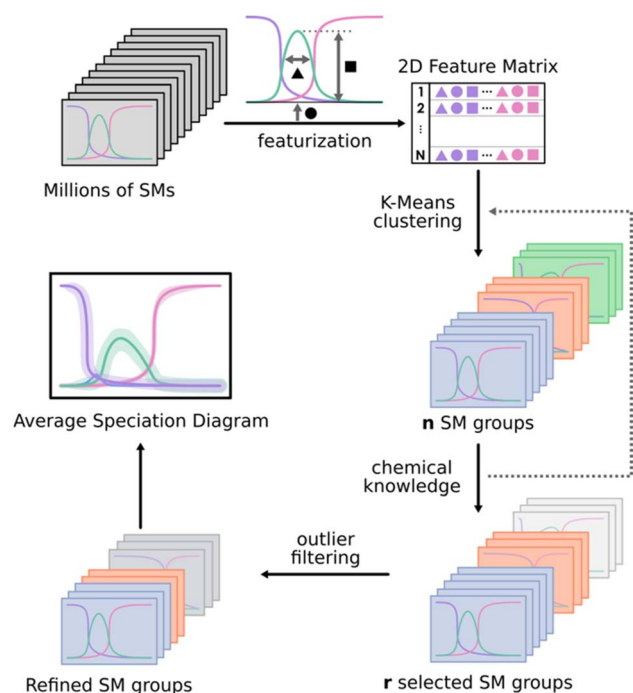 Millions of SMs
featurization
2D Feature Matrix
1
2
⋮
N
...
...
...
K-Means
clustering
n SM groups
chemical
knowledge
r selected SM groups
outlier
filtering
Refined SM groups
Average Speciation Diagram